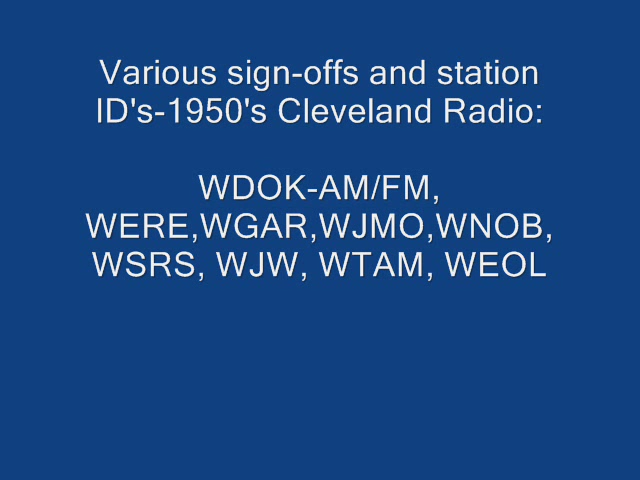 Various sign-offs and station
ID's-1950's Cleveland Radio:
WDOK-AM/FM,
WERE,WGAR,WJMO,WNOB,
WSRS, WJW, WTAM, WEOL